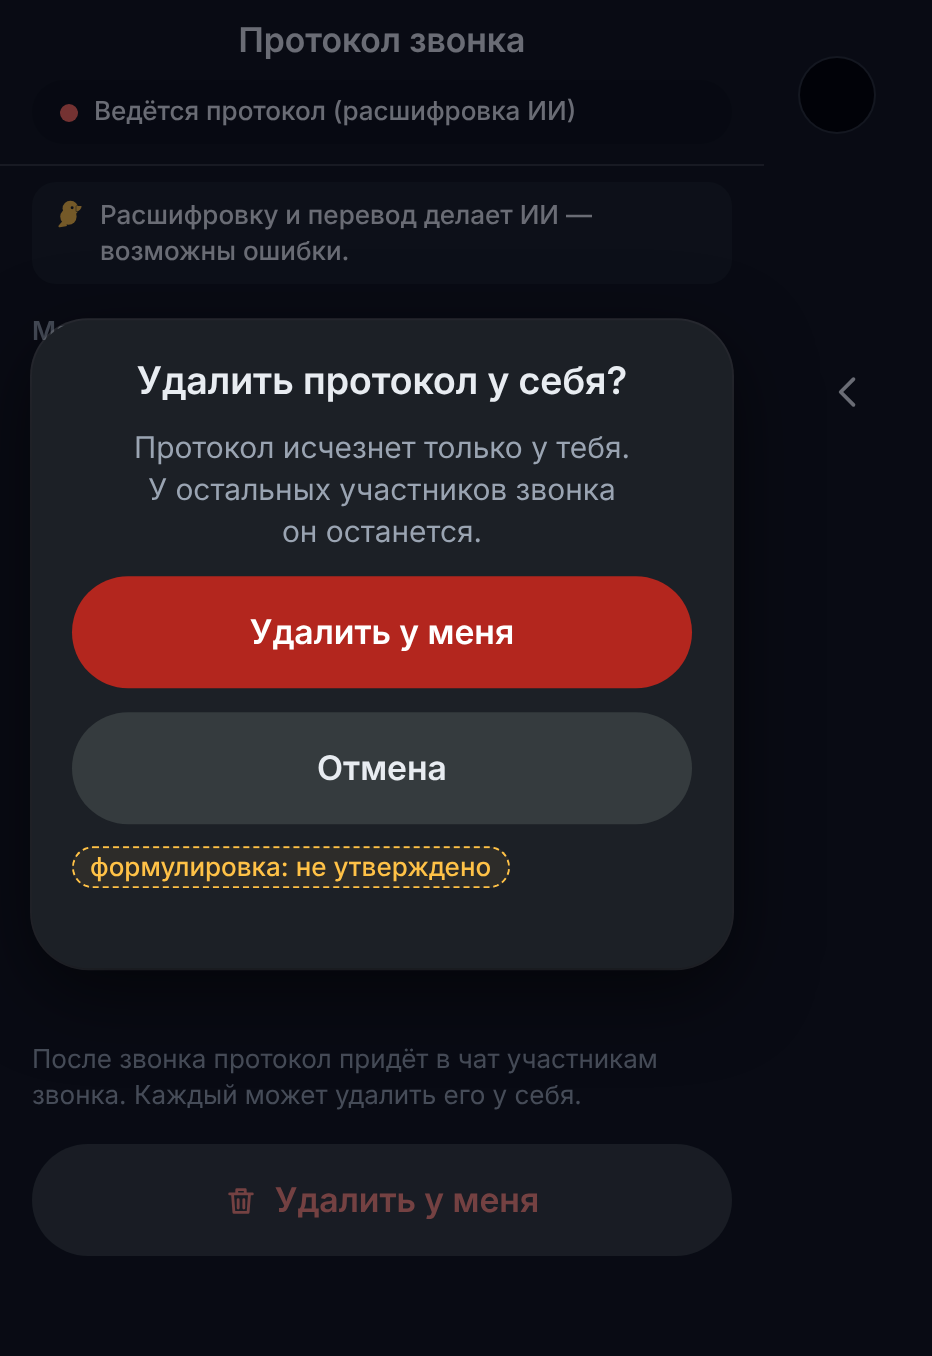 Протокол звонка
Ведётся протокол (расшифровка ИИ)
Расшифровку и перевод делает ИИ —
возможны ошибки.
Удалить протокол у себя?
Протокол исчезнет только у тебя.
У остальных участников звонка
он останется.
Удалить у меня
Отмена
формулировка: не утверждено
После звонка протокол придёт в чат участникам
звонка. Каждый может удалить его у себя.
Удалить у меня